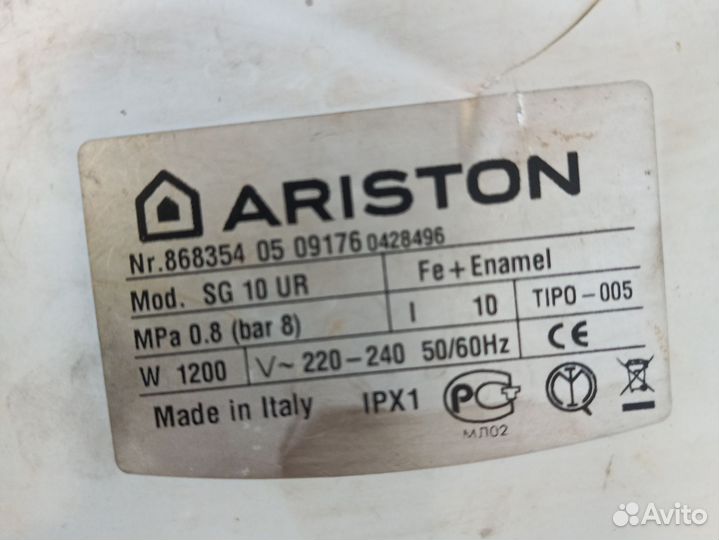 ARISTON
Nr.868354 05 09176 0428496
Mod. SG 10 UR Fe+Enamel
MPa 0.8 (bar 8) l 10 TIPO-005
W 1200 V~ 220-240 50/60Hz CE
Made in Italy IPX1 РС
МЛ02
Avito